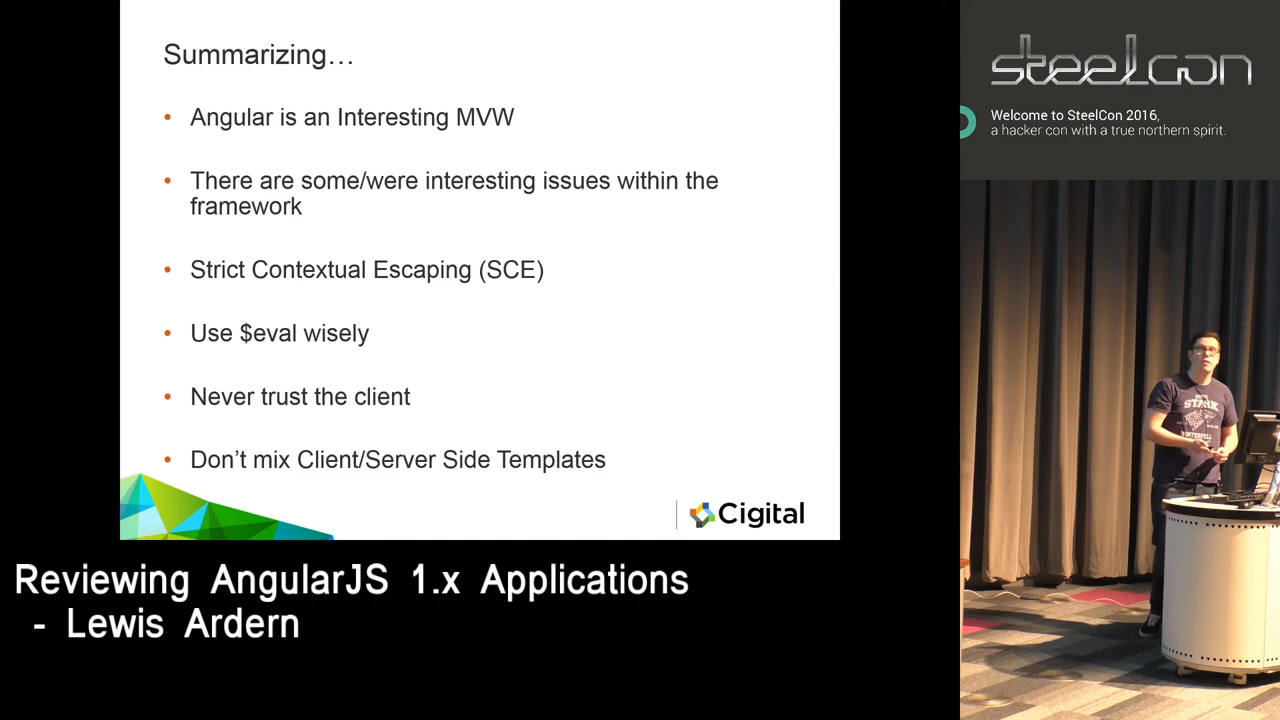 Summarizing…
• Angular is an Interesting MVW
• There are some/were interesting issues within the
framework
• Strict Contextual Escaping (SCE)
• Use $eval wisely
• Never trust the client
• Don’t mix Client/Server Side Templates
Cigital
Reviewing AngularJS 1.x Applications
- Lewis Ardern
steelcon
Welcome to SteelCon 2016,
a hacker con with a true northern spirit.
STARK
WINTERFELL